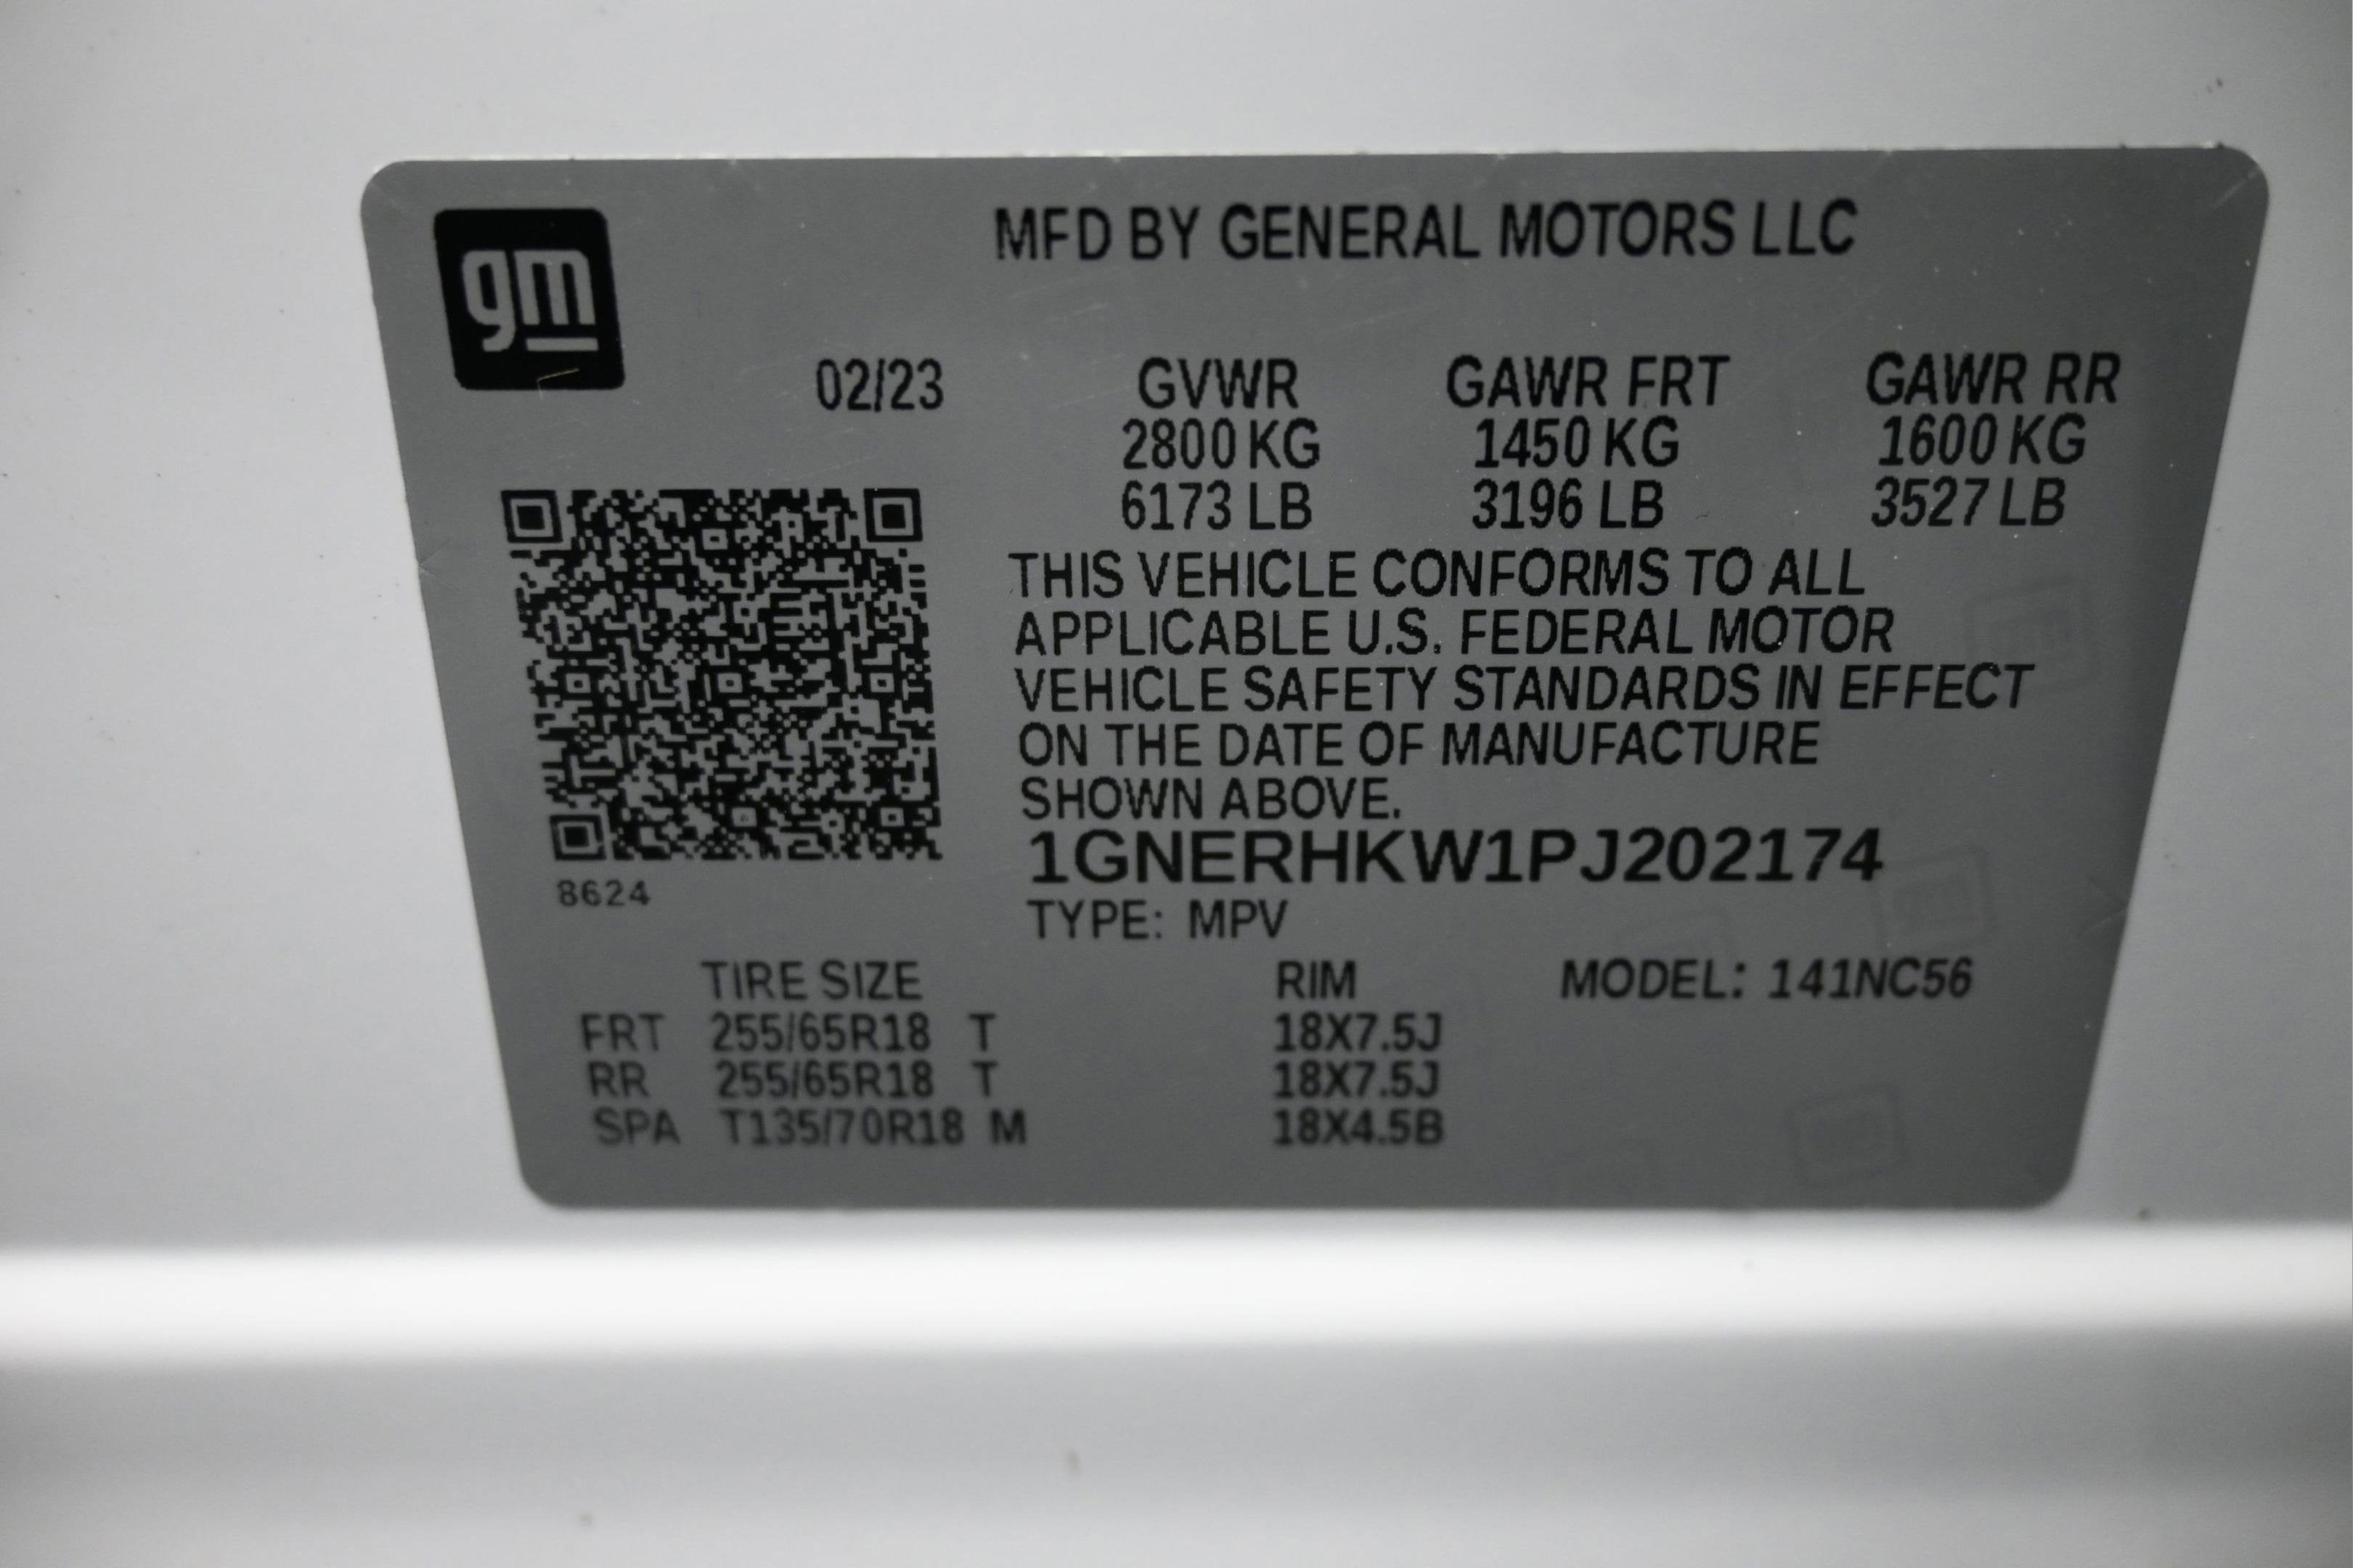 gm
MFD BY GENERAL MOTORS LLC
02/23 GVWR GAWR FRT GAWR RR
2800 KG 1450 KG 1600 KG
6173 LB 3196 LB 3527 LB
THIS VEHICLE CONFORMS TO ALL
APPLICABLE U.S. FEDERAL MOTOR
VEHICLE SAFETY STANDARDS IN EFFECT
ON THE DATE OF MANUFACTURE
SHOWN ABOVE.
1GNERHKW1PJ202174
8624
TYPE: MPV
TIRE SIZE RIM MODEL: 141NC56
FRT 255/65R18 T 18X7.5J
RR 255/65R18 T 18X7.5J
SPA T135/70R18 M 18X4.5B